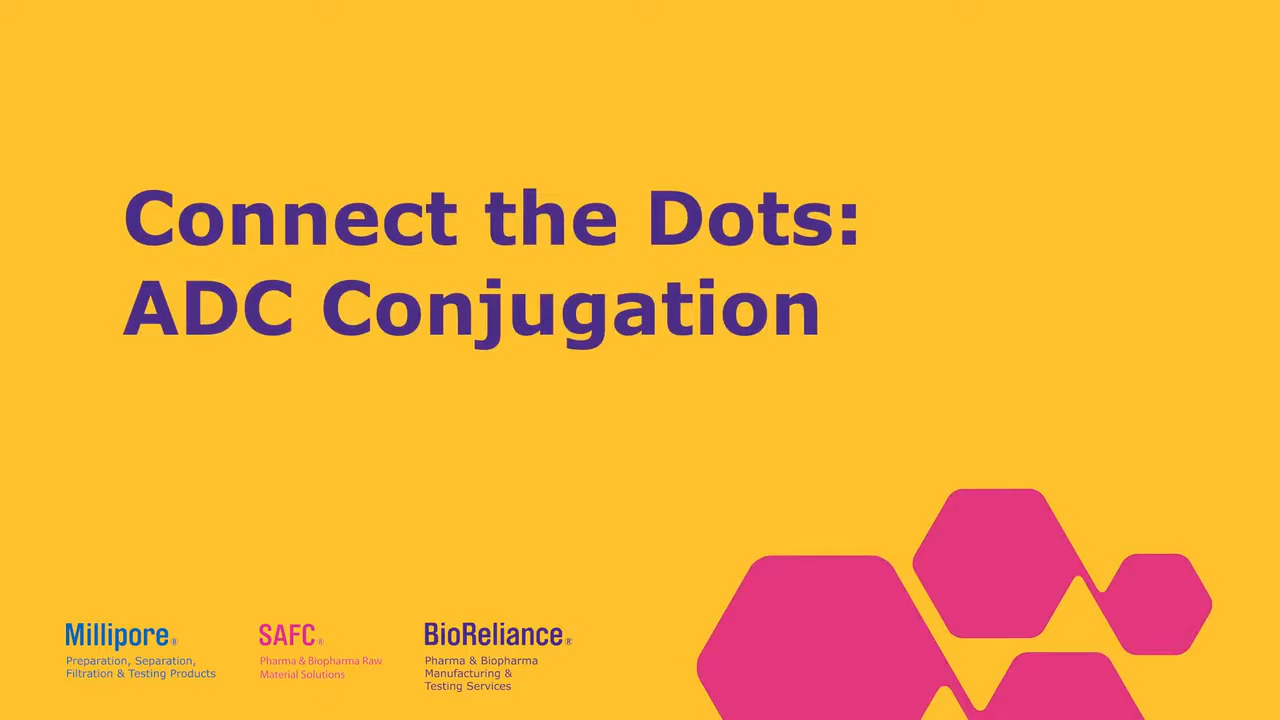 Connect the Dots:
ADC Conjugation
Millipore®
Preparation, Separation,
Filtration & Testing Products
SAFC®
Pharma & Biopharma Raw
Material Solutions
BioReliance®
Pharma & Biopharma
Manufacturing &
Testing Services